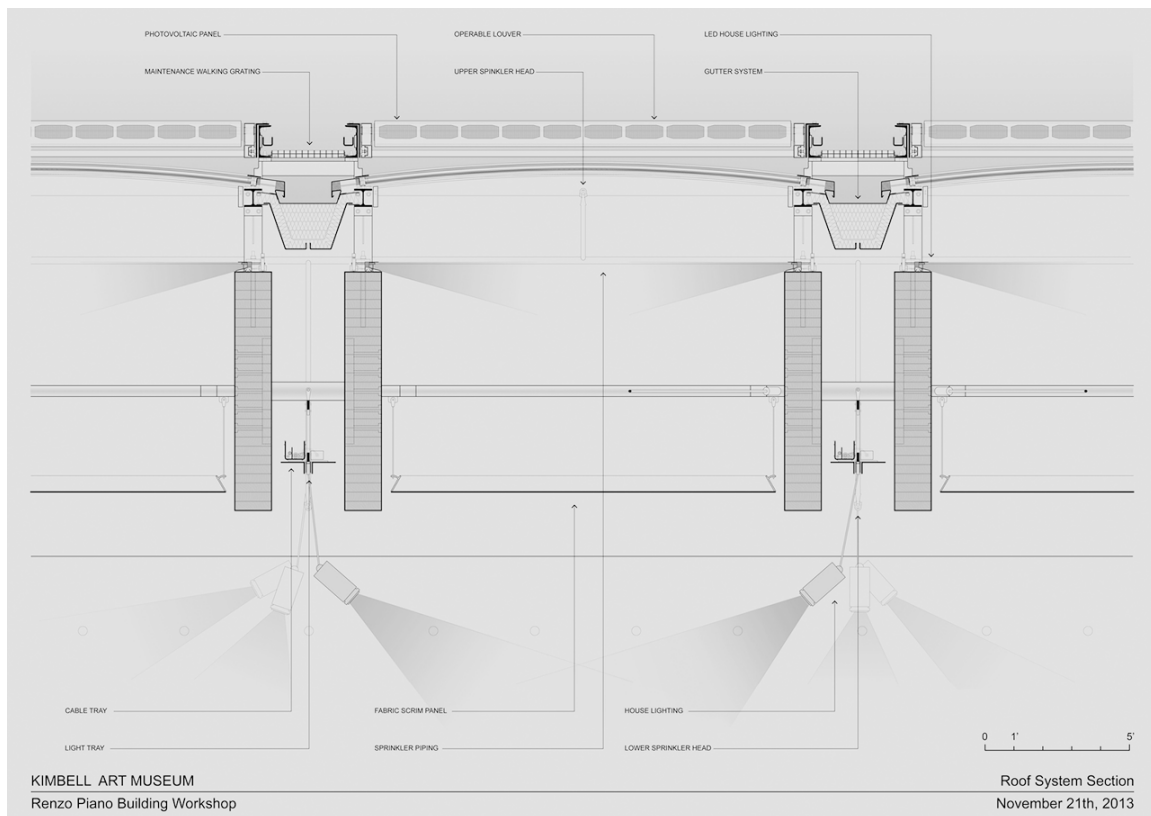 PHOTOVOLTAIC PANEL
OPERABLE LOUVER
LED HOUSE LIGHTING
MAINTENANCE WALKING GRATING
UPPER SPINKLER HEAD
GUTTER SYSTEM
CABLE TRAY
FABRIC SCRIM PANEL
HOUSE LIGHTING
LIGHT TRAY
SPRINKLER PIPING
LOWER SPRINKLER HEAD
0 1' 5'
KIMBELL ART MUSEUM
Roof System Section
Renzo Piano Building Workshop
November 21th, 2013